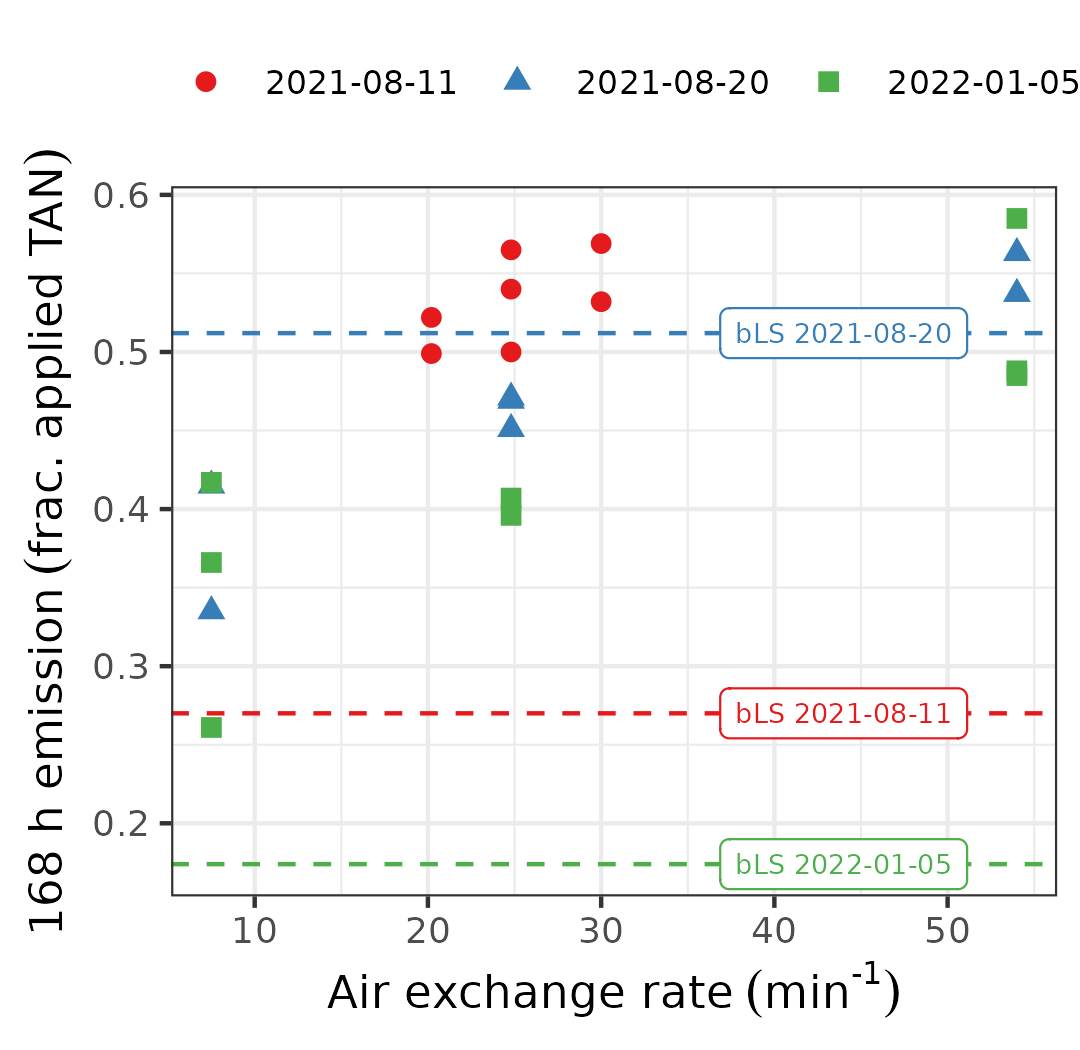 2021-08-11 2021-08-20 2022-01-05
168 h emission (frac. applied TAN)
0.6
0.5
0.4
0.3
0.2
bLS 2021-08-20
bLS 2021-08-11
bLS 2022-01-05
10 20 30 40 50
Air exchange rate (min⁻¹)